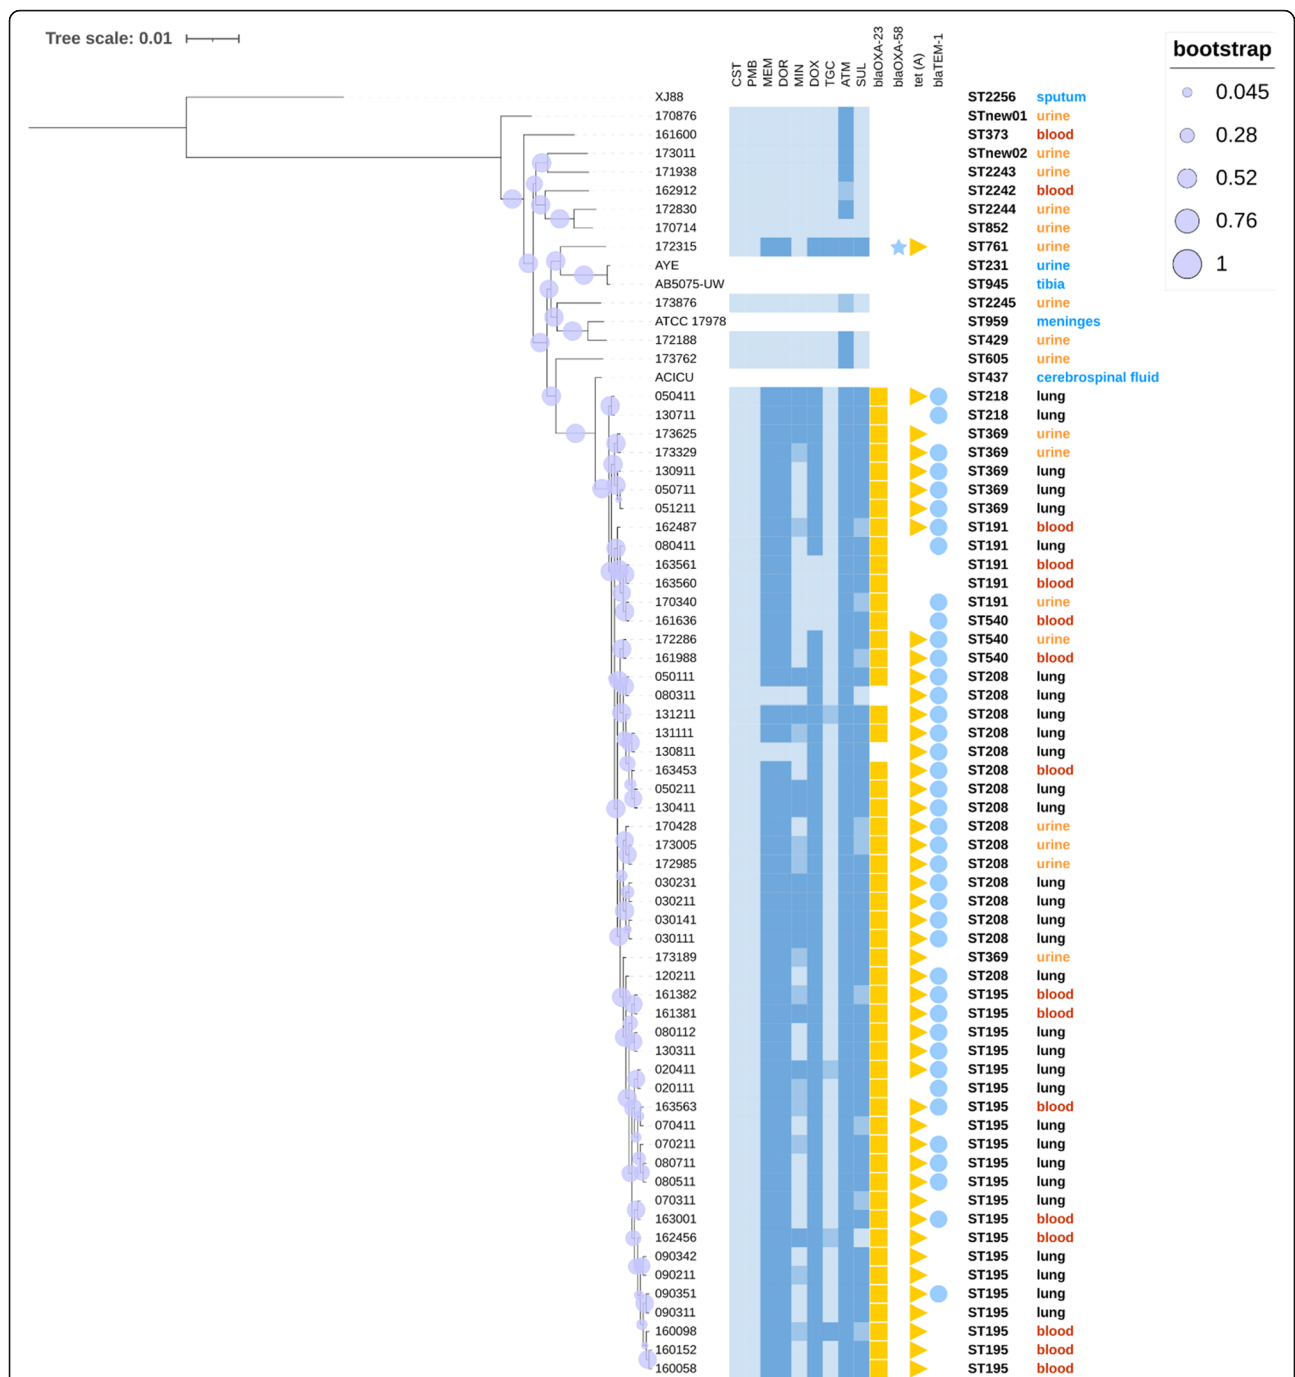 Tree scale: 0.01
CST PMB MEM DOR MIN DOX TGC ATM SUL blaOXA-23 blaOXA-58 tet (A) blaTEM-1
bootstrap
0.045
0.28
0.52
0.76
1
XJ88 ST2256 sputum
170876 STnew01 urine
161600 ST373 blood
173011 STnew02 urine
171938 ST2243 urine
162912 ST2242 blood
172830 ST2244 urine
170714 ST852 urine
172315 ST761 urine
AYE ST231 urine
AB5075-UW ST945 tibia
173876 ST2245 urine
ATCC 17978 ST959 meninges
172188 ST429 urine
173762 ST605 urine
ACICU ST437 cerebrospinal fluid
050411 ST218 lung
130711 ST218 lung
173625 ST369 urine
173329 ST369 urine
130911 ST369 lung
050711 ST369 lung
051211 ST369 lung
162487 ST191 blood
080411 ST191 lung
163561 ST191 blood
163560 ST191 blood
170340 ST191 urine
161636 ST540 blood
172286 ST540 urine
161988 ST540 blood
050111 ST208 lung
080311 ST208 lung
131211 ST208 lung
131111 ST208 lung
130811 ST208 lung
163453 ST208 blood
050211 ST208 lung
130411 ST208 lung
170428 ST208 urine
173005 ST208 urine
172985 ST208 urine
030231 ST208 lung
030211 ST208 lung
030141 ST208 lung
030111 ST208 lung
173189 ST369 urine
120211 ST208 lung
161382 ST195 blood
161381 ST195 blood
080112 ST195 lung
130311 ST195 lung
020411 ST195 lung
020111 ST195 lung
163563 ST195 blood
070411 ST195 lung
070211 ST195 lung
080711 ST195 lung
080511 ST195 lung
070311 ST195 lung
163001 ST195 blood
162456 ST195 blood
090342 ST195 lung
090211 ST195 lung
090351 ST195 lung
090311 ST195 lung
160098 ST195 blood
160152 ST195 blood
160058 ST195 blood